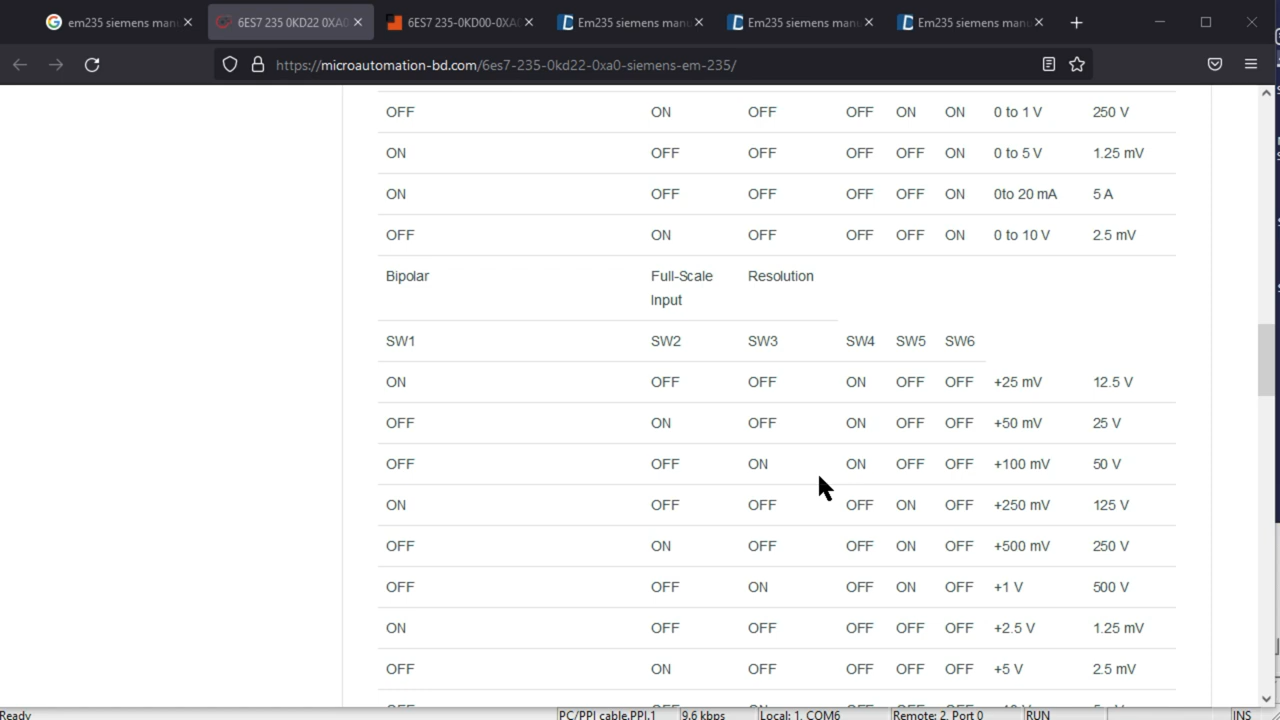 em235 siemens man
6ES7 235 0KD22 0XA0
6ES7 235-0KD00-0XA
Em235 siemens manu
Em235 siemens manu
Em235 siemens manu
https://microautomation-bd.com/6es7-235-0kd22-0xa0-siemens-em-235/
OFF ON OFF OFF ON ON 0 to 1 V 250 V
ON OFF OFF OFF OFF ON 0 to 5 V 1.25 mV
ON OFF OFF OFF OFF ON 0to 20 mA 5 A
OFF ON OFF OFF OFF ON 0 to 10 V 2.5 mV
Bipolar Full-Scale Resolution
Input
SW1 SW2 SW3 SW4 SW5 SW6
ON OFF OFF ON OFF OFF +25 mV 12.5 V
OFF ON OFF ON OFF OFF +50 mV 25 V
OFF OFF ON ON OFF OFF +100 mV 50 V
ON OFF OFF OFF ON OFF +250 mV 125 V
OFF ON OFF OFF ON OFF +500 mV 250 V
OFF OFF ON OFF ON OFF +1 V 500 V
ON OFF OFF OFF OFF OFF +2.5 V 1.25 mV
OFF ON OFF OFF OFF OFF +5 V 2.5 mV
Ready PC/PPI cable.PPI.1 9.6 kbps Local: 1, COM6 Remote: 2, Port 0 RUN INS